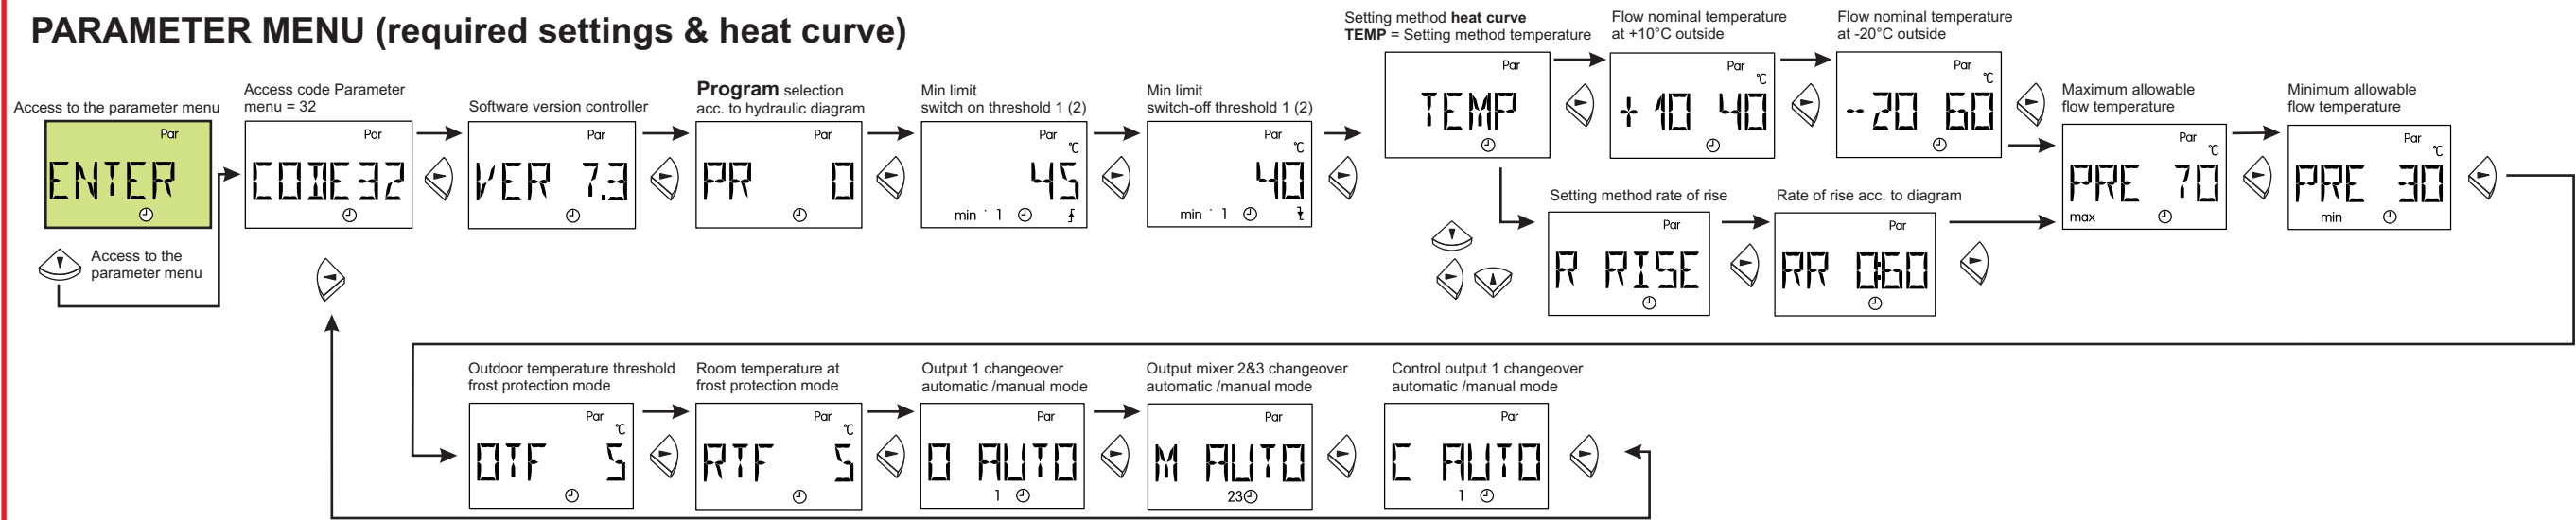 PARAMETER MENU (required settings & heat curve)
Access to the parameter menu
Par
ENTER
Access to the
parameter menu
Access code Parameter
menu = 32
Par
CODE32
Software version controller
Par
VER 7.3
Program selection
acc. to hydraulic diagram
Par
PR 0
Min limit
switch on threshold 1 (2)
Par
°C
45
min 1
Min limit
switch-off threshold 1 (2)
Par
°C
40
min 1
Setting method heat curve
TEMP = Setting method temperature
Par
TEMP
Flow nominal temperature
at +10°C outside
Par
°C
+10 40
Flow nominal temperature
at -20°C outside
Par
°C
-20 60
Setting method rate of rise
Par
R RISE
Rate of rise acc. to diagram
Par
RR 0:60
Maximum allowable
flow temperature
Par
°C
PRE 70
max
Minimum allowable
flow temperature
Par
°C
PRE 30
min
Outdoor temperature threshold
frost protection mode
Par
°C
OTF 5
Room temperature at
frost protection mode
Par
°C
RTF 5
Output 1 changeover
automatic /manual mode
Par
O AUTO
1
Output mixer 2&3 changeover
automatic /manual mode
Par
M AUTO
23
Control output 1 changeover
automatic /manual mode
Par
C AUTO
1